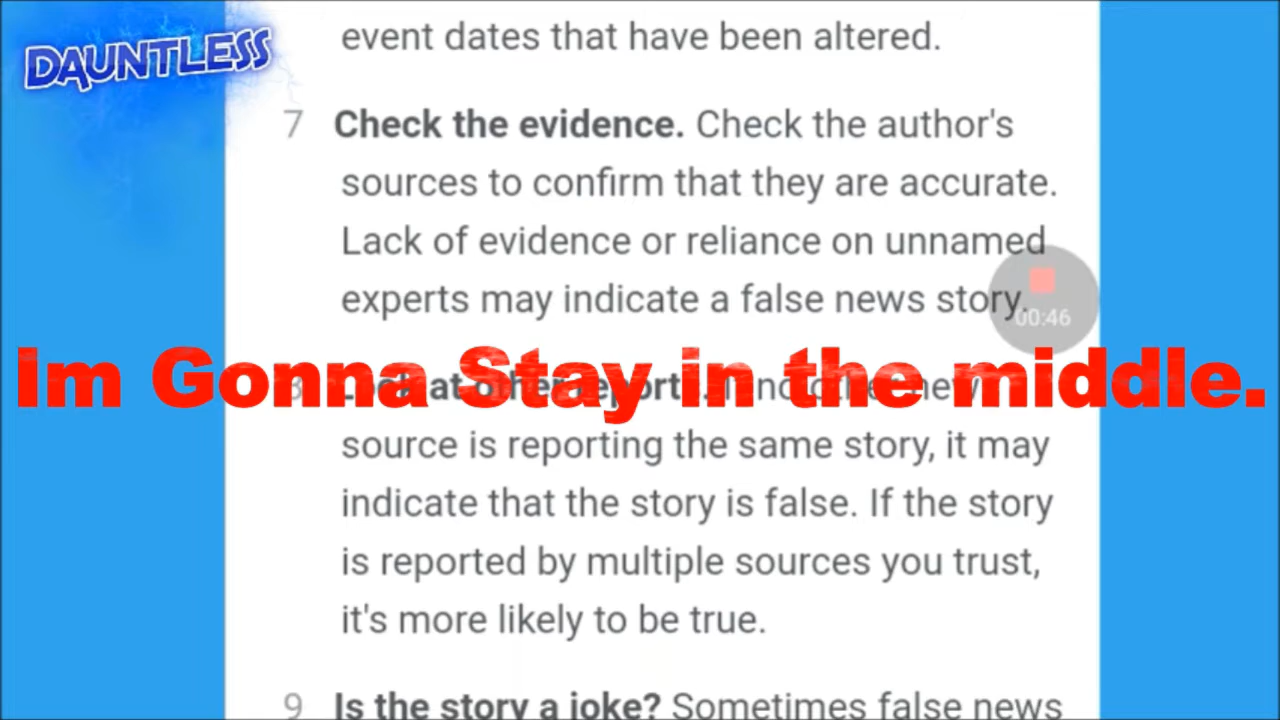 DAUNTLESS
event dates that have been altered.
7 Check the evidence. Check the author's
sources to confirm that they are accurate.
Lack of evidence or reliance on unnamed
experts may indicate a false news story.
00:46
Im Gonna Stay in the middle.
at other report
source is reporting the same story, it may
indicate that the story is false. If the story
is reported by multiple sources you trust,
it's more likely to be true.
9 Is the story a joke? Sometimes false news